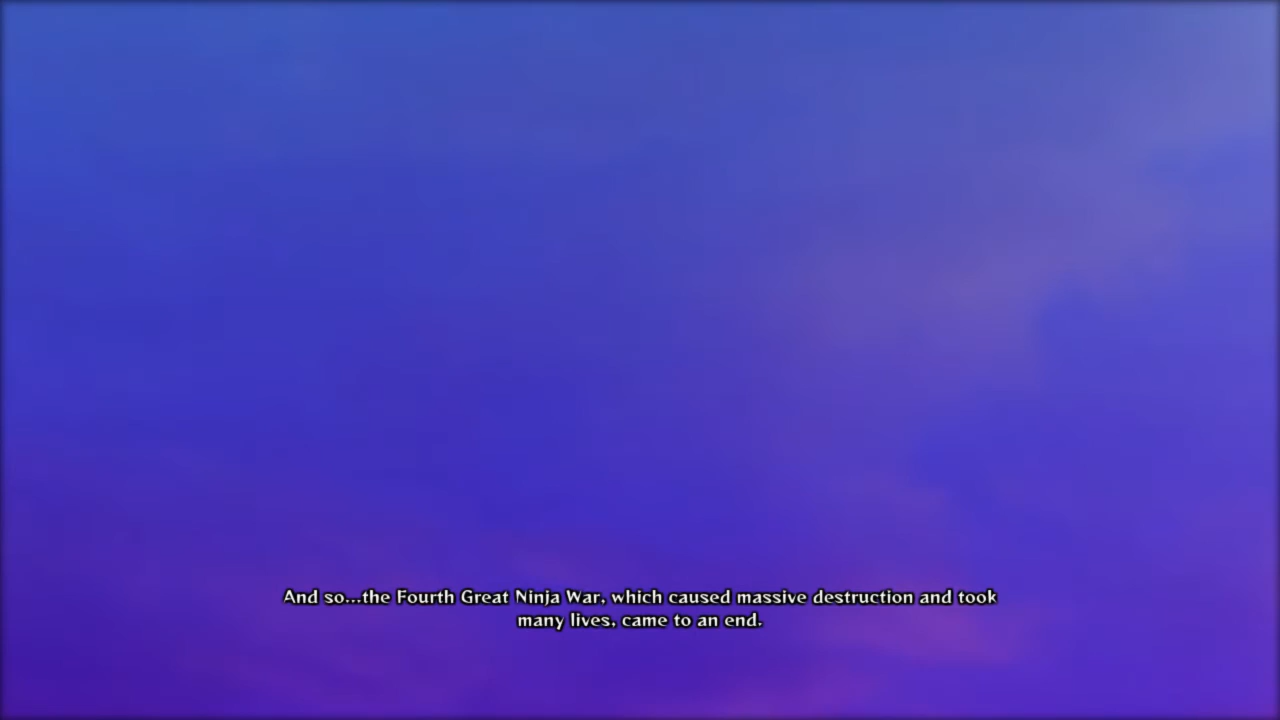 And so...the Fourth Great Ninja War, which caused massive destruction and took
many lives, came to an end.